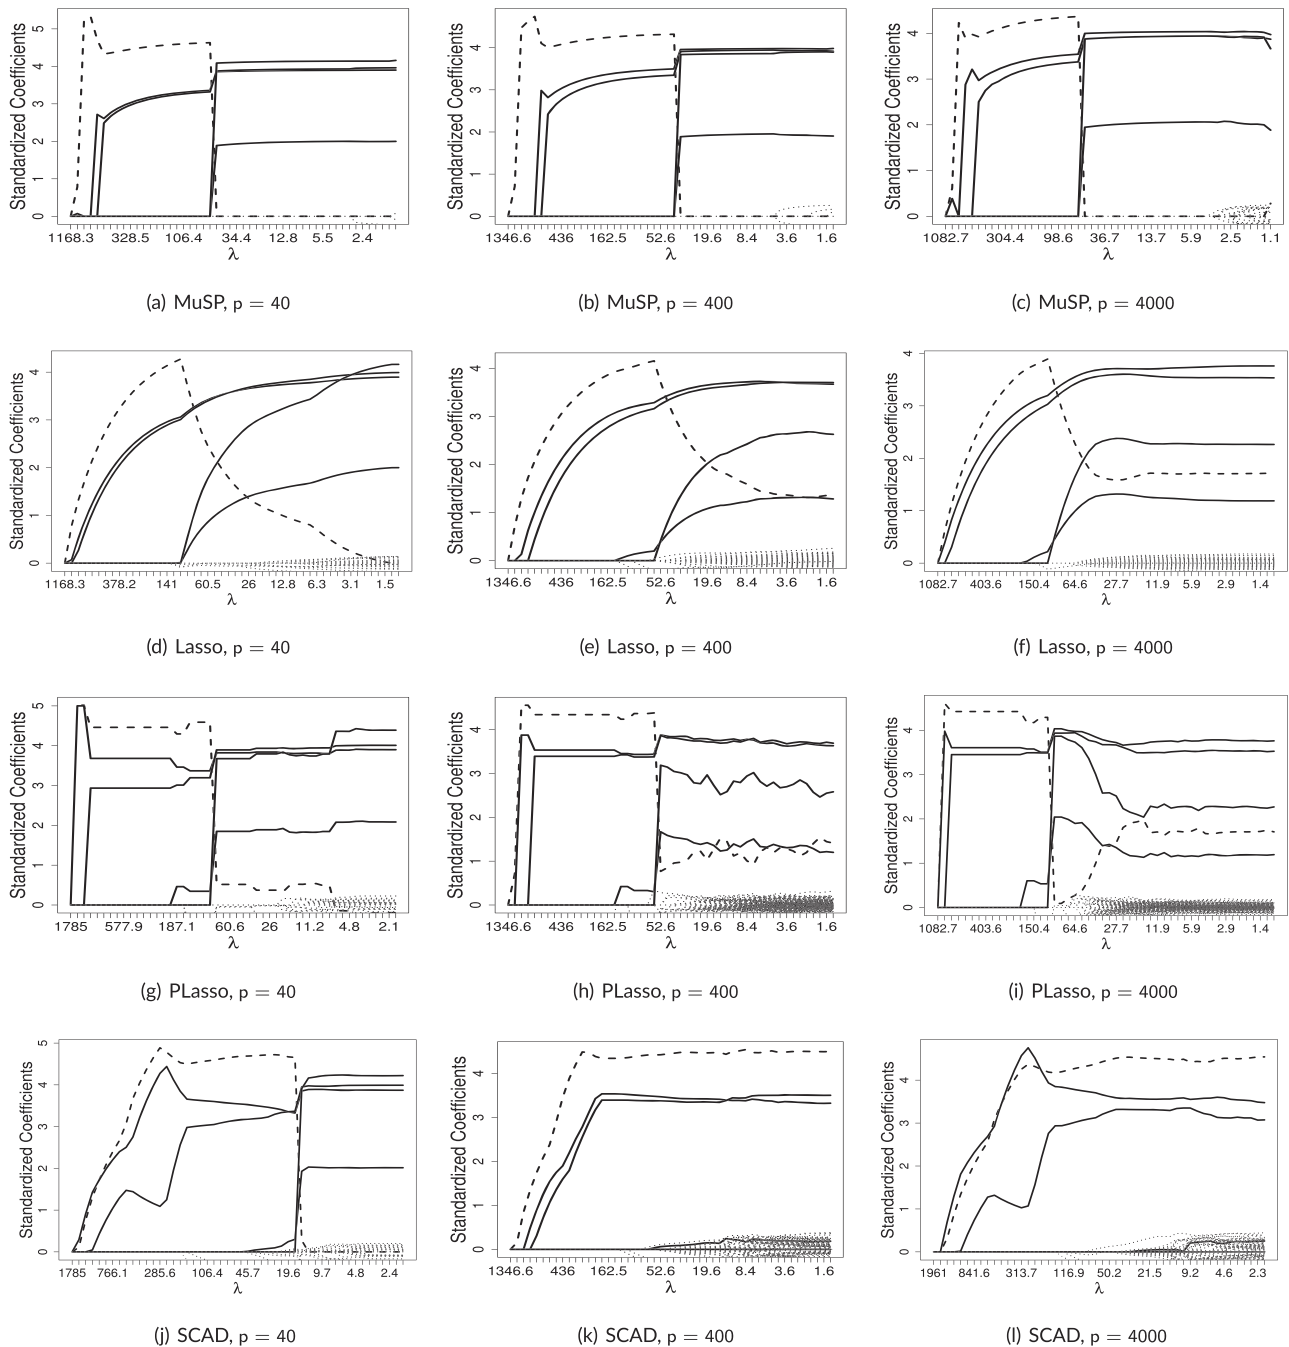 Standardized Coefficients
0 1 2 3 4 5
1168.3 328.5 106.4 34.4 12.8 5.5 2.4
λ
(a) MuSP, p = 40
Standardized Coefficients
0 1 2 3 4
1346.6 436 162.5 52.6 19.6 8.4 3.6 1.6
λ
(b) MuSP, p = 400
Standardized Coefficients
0 1 2 3 4
1082.7 304.4 98.6 36.7 13.7 5.9 2.5 1.1
λ
(c) MuSP, p = 4000
Standardized Coefficients
0 1 2 3 4
1168.3 378.2 141 60.5 26 12.8 6.3 3.1 1.5
λ
(d) Lasso, p = 40
Standardized Coefficients
0 1 2 3 4
1346.6 436 162.5 52.6 19.6 8.4 3.6 1.6
λ
(e) Lasso, p = 400
Standardized Coefficients
0 1 2 3 4
1082.7 403.6 150.4 64.6 27.7 11.9 5.9 2.9 1.4
λ
(f) Lasso, p = 4000
Standardized Coefficients
0 1 2 3 4 5
1785 577.9 187.1 60.6 26 11.2 4.8 2.1
λ
(g) PLasso, p = 40
Standardized Coefficients
0 1 2 3 4
1346.6 436 162.5 52.6 19.6 8.4 3.6 1.6
λ
(h) PLasso, p = 400
Standardized Coefficients
0 1 2 3 4
1082.7 403.6 150.4 64.6 27.7 11.9 5.9 2.9 1.4
λ
(i) PLasso, p = 4000
Standardized Coefficients
0 1 2 3 4 5
1785 766.1 285.6 106.4 45.7 19.6 9.7 4.8 2.4
λ
(j) SCAD, p = 40
Standardized Coefficients
0 1 2 3 4
1346.6 436 162.5 52.6 19.6 8.4 3.6 1.6
λ
(k) SCAD, p = 400
Standardized Coefficients
0 1 2 3 4
1961 841.6 313.7 116.9 50.2 21.5 9.2 4.6 2.3
λ
(l) SCAD, p = 4000